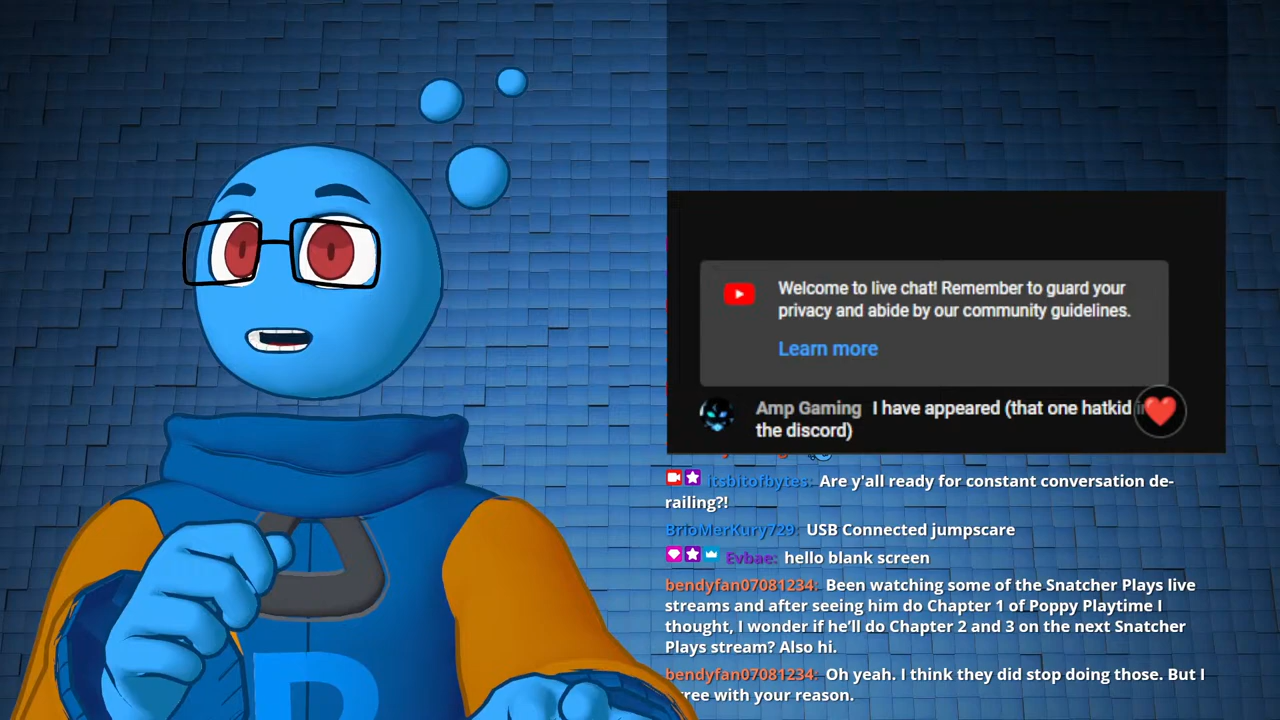 Welcome to live chat! Remember to guard your
privacy and abide by our community guidelines.
Learn more
Amp Gaming I have appeared (that one hatkid
the discord)
itsbitofbytes: Are y'all ready for constant conversation de-
railing?!
BrioMerKury729: USB Connected jumpscare
Evbae: hello blank screen
bendyfan07081234: Been watching some of the Snatcher Plays live
streams and after seeing him do Chapter 1 of Poppy Playtime I
thought, I wonder if he'll do Chapter 2 and 3 on the next Snatcher
Plays stream? Also hi.
bendyfan07081234: Oh yeah. I think they did stop doing those. But I
with your reason.